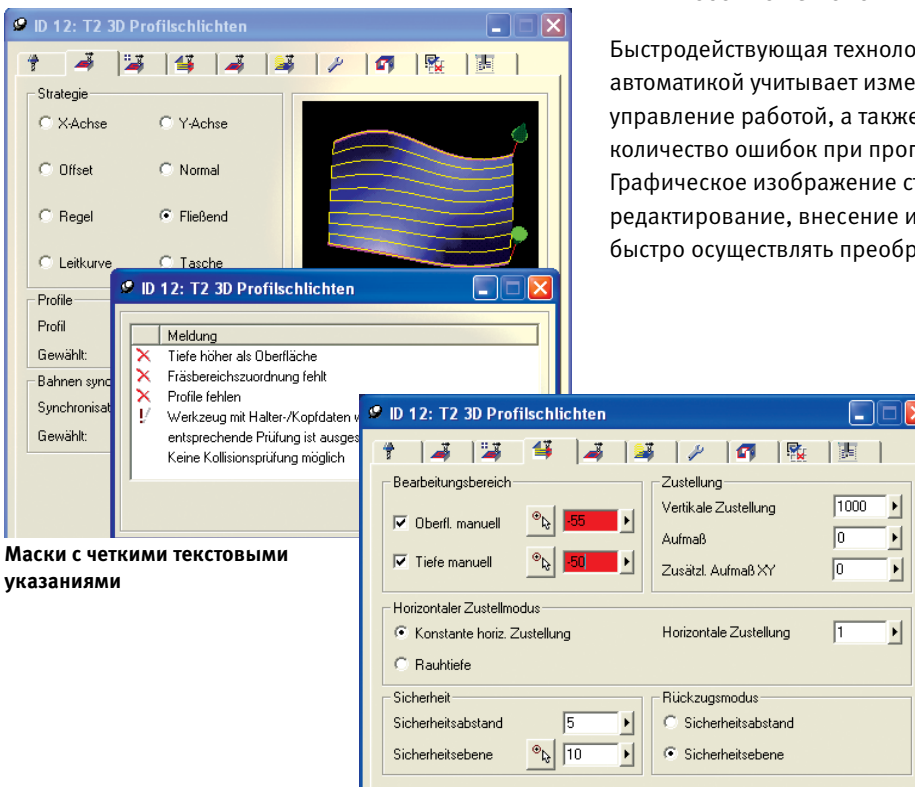 ID 12: T2 3D Profilschlichten
Strategie
X-Achse Y-Achse
Offset Normal
Regel Fließend
Leitkurve Tasche
Profile
Profil
Gewählt:
Bahnen sync
Synchronisat
Gewählt:
ID 12: T2 3D Profilschlichten
Meldung
Tiefe höher als Oberfläche
Fräsbereichszuordnung fehlt
Profile fehlen
Werkzeug mit Halter-/Kopfdaten
entsprechende Prüfung ist ausges
Keine Kollisionsprüfung möglich
Маски с четкими текстовыми
указаниями
Быстродействующая техноло
автоматикой учитывает изме
управление работой, а также
количество ошибок при прог
Графическое изображение ст
редактирование, внесение и
быстро осуществлять преобр
ID 12: T2 3D Profilschlichten
Bearbeitungsbereich
Oberfl. manuell -55
Tiefe manuell -50
Zustellung
Vertikale Zustellung 1000
Aufmaß 0
Zusätzl. Aufmaß XY 0
Horizontaler Zustellmodus
Konstante horiz. Zustellung Horizontale Zustellung 1
Rauhtiefe
Sicherheit
Sicherheitsabstand 5
Sicherheitsebene 10
Rückzugsmodus
Sicherheitsabstand
Sicherheitsebene